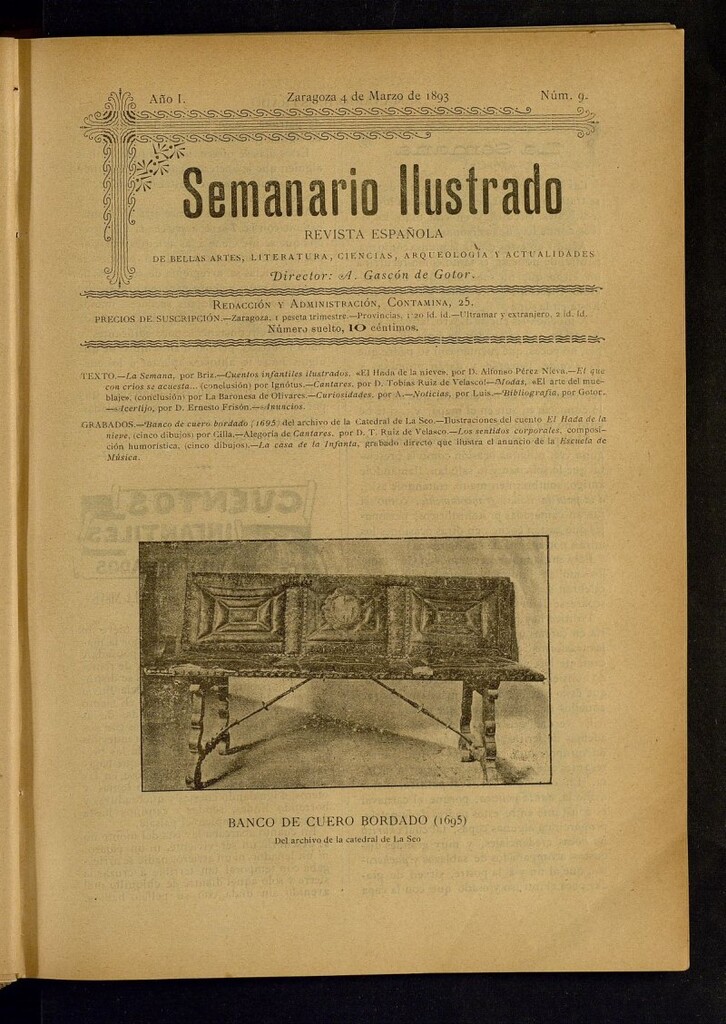 Año I.
Zaragoza 4 de Marzo de 1893
Núm. 9.
Semanario Ilustrado
REVISTA ESPAÑOLA
DE BELLAS ARTES, LITERATURA, CIENCIAS, ARQUEOLOGÍA Y ACTUALIDADES
Director: A. Gascón de Gotor.
REDACCIÓN Y ADMINISTRACIÓN, CONTAMINA, 25.
PRECIOS DE SUSCRIPCIÓN.—Zaragoza, 1 peseta trimestre.—Provincias, 1'20 id. id.—Ultramar y extranjero, 2 id. id.
Número suelto, 10 céntimos.
TEXTO.—La Semana, por Briz.—Cuentos infantiles ilustrados, «El Hada de la nieve», por D. Alfonso Pérez Nieva.—El que
con críos se acuesta... (conclusión) por Ignótus.—Cantares, por D. Tobías Ruiz de Velasco.—Modas, «El arte del mue-
blaje», (conclusión) por La Baronesa de Olivares.—Curiosidades, por A.—Noticias, por Luis.—Bibliografía, por Gotor.
—Acertijo, por D. Ernesto Frisón.—Anuncios.
GRABADOS.—Banco de cuero bordado (1695) del archivo de la Catedral de La Seo.—Ilustraciones del cuento El Hada de la
nieve, (cinco dibujos) por Cilla.—Alegoría de Cantares, por D. T. Ruiz de Velasco.—Los sentidos corporales, composi-
ción humorística, (cinco dibujos).—La casa de la Infanta, grabado directo que ilustra el anuncio de la Escuela de
Música.
BANCO DE CUERO BORDADO (1695)
Del archivo de la catedral de La Seo